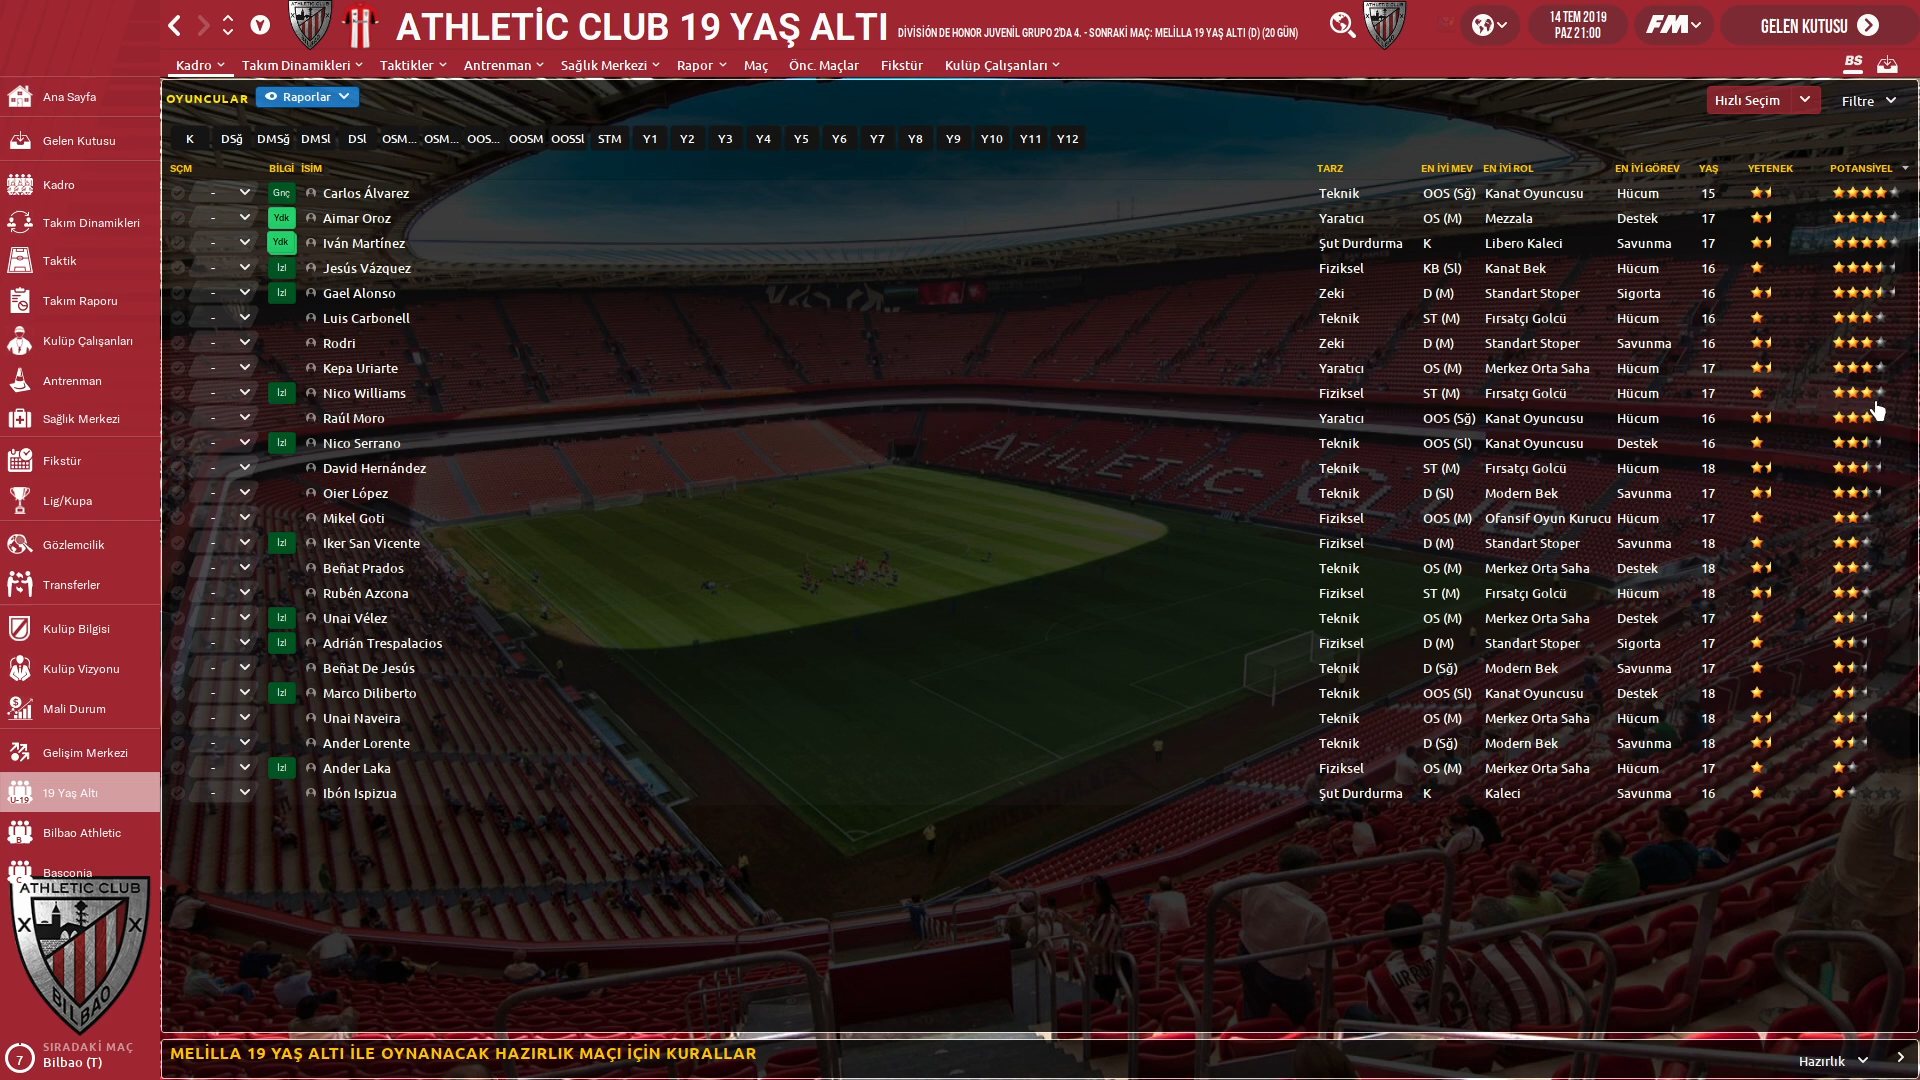 ATHLETIC CLUB 19 YAŞ ALTI
DİVİSİÓN DE HONOR JUVENİL GRUPO 2'DA 4. - SONRAKİ MAÇ: MELİLLA 19 YAŞ ALTI (D) (20 GÜN)
14 TEM 2019
PAZ 21:00
FM
GELEN KUTUSU
Kadro Takım Dinamikleri Taktikler Antrenman Sağlık Merkezi Rapor Maç Önc. Maçlar Fikstür Kulüp Çalışanları
BS
Ana Sayfa
Gelen Kutusu
Kadro
Takım Dinamikleri
Taktik
Takım Raporu
Kulüp Çalışanları
Antrenman
Sağlık Merkezi
Fikstür
Lig/Kupa
Gözlemcilik
Transferler
Kulüp Bilgisi
Kulüp Vizyonu
Mali Durum
Gelişim Merkezi
U-19 19 Yaş Altı
B Bilbao Athletic
C Basconia
ATHLETIC CLUB
BILBAO
7 SIRADAKİ MAÇ
Bilbao (T)
OYUNCULAR Raporlar
Hızlı Seçim Filtre
K DSğ DMSğ DMSl DSl OSM... OSM... OOS... OOSM OOSSl STM Y1 Y2 Y3 Y4 Y5 Y6 Y7 Y8 Y9 Y10 Y11 Y12
SÇM BİLGİ İSİM TARZ EN İYİ MEV EN İYİ ROL EN İYİ GÖREV YAŞ YETENEK POTANSİYEL
- Gnç Carlos Álvarez Teknik OOS (Sğ) Kanat Oyuncusu Hücum 15
- Ydk Aimar Oroz Yaratıcı OS (M) Mezzala Destek 17
- Ydk Iván Martínez Şut Durdurma K Libero Kaleci Savunma 17
- İzl Jesús Vázquez Fiziksel KB (Sl) Kanat Bek Hücum 16
- İzl Gael Alonso Zeki D (M) Standart Stoper Sigorta 16
- Luis Carbonell Teknik ST (M) Fırsatçı Golcü Hücum 16
- Rodri Zeki D (M) Standart Stoper Savunma 16
- Kepa Uriarte Yaratıcı OS (M) Merkez Orta Saha Hücum 17
- İzl Nico Williams Fiziksel ST (M) Fırsatçı Golcü Hücum 17
- Raúl Moro Yaratıcı OOS (Sğ) Kanat Oyuncusu Hücum 16
- İzl Nico Serrano Teknik OOS (Sl) Kanat Oyuncusu Destek 16
- David Hernández Teknik ST (M) Fırsatçı Golcü Hücum 18
- Oier López Teknik D (Sl) Modern Bek Savunma 17
- Mikel Goti Fiziksel OOS (M) Ofansif Oyun Kurucu Hücum 17
- İzl Iker San Vicente Fiziksel D (M) Standart Stoper Savunma 18
- Beñat Prados Teknik OS (M) Merkez Orta Saha Destek 18
- Rubén Azcona Fiziksel ST (M) Fırsatçı Golcü Hücum 18
- İzl Unai Vélez Teknik OS (M) Merkez Orta Saha Destek 17
- İzl Adrián Trespalacios Fiziksel D (M) Standart Stoper Sigorta 17
- Beñat De Jesús Teknik D (Sğ) Modern Bek Savunma 17
- İzl Marco Diliberto Teknik OOS (Sl) Kanat Oyuncusu Destek 18
- Unai Naveira Teknik OS (M) Merkez Orta Saha Hücum 18
- Ander Lorente Teknik D (Sğ) Modern Bek Savunma 18
- İzl Ander Laka Fiziksel OS (M) Merkez Orta Saha Hücum 17
- Ibón Ispizua Şut Durdurma K Kaleci Savunma 16
MELİLLA 19 YAŞ ALTI İLE OYNANACAK HAZIRLIK MAÇI İÇİN KURALLAR
Hazırlık